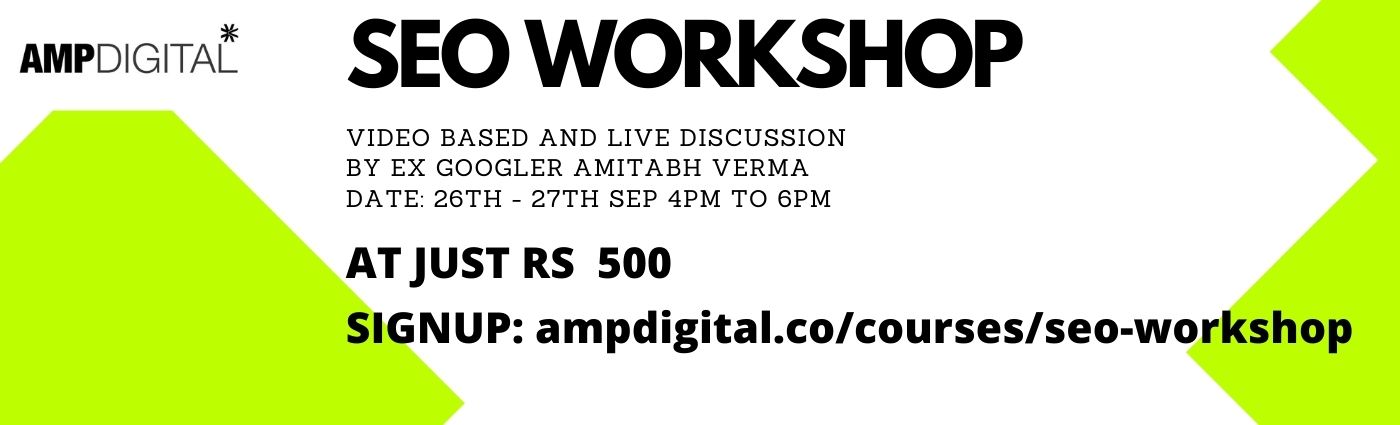 AMPDIGITAL*
SEO WORKSHOP
VIDEO BASED AND LIVE DISCUSSION
BY EX GOOGLER AMITABH VERMA
DATE: 26TH - 27TH SEP 4PM TO 6PM
AT JUST RS 500
SIGNUP: ampdigital.co/courses/seo-workshop